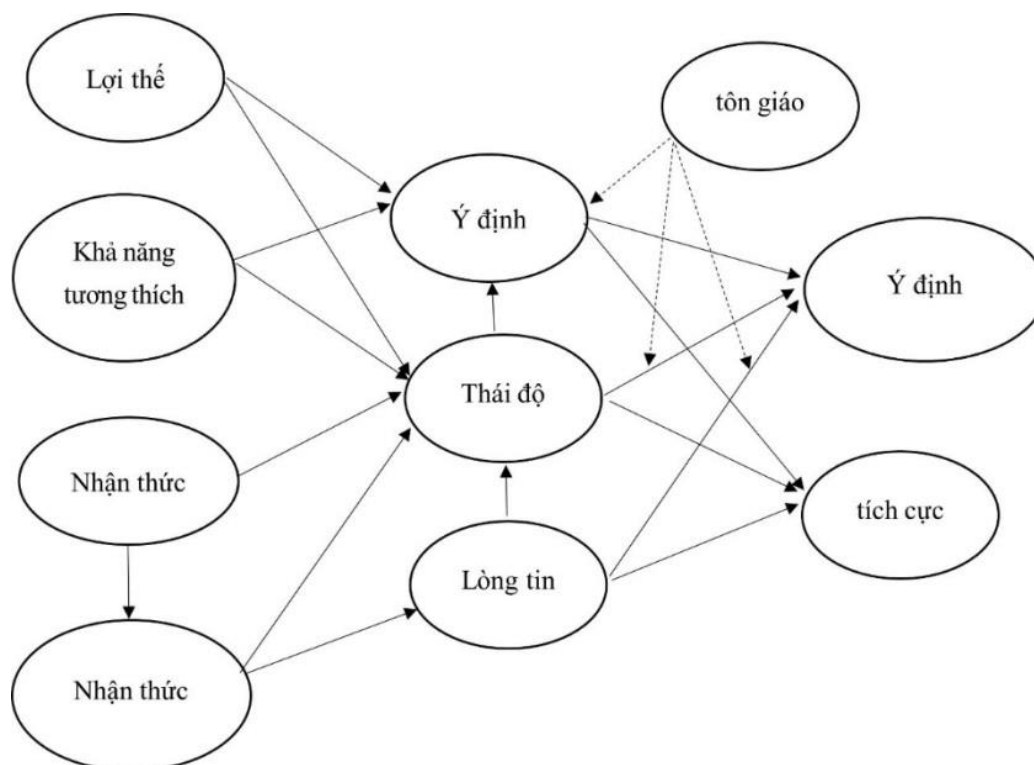 Lợi thế
tôn giáo
Ý định
Khả năng
tương thích
Ý định
Thái độ
Nhận thức
tích cực
Lòng tin
Nhận thức